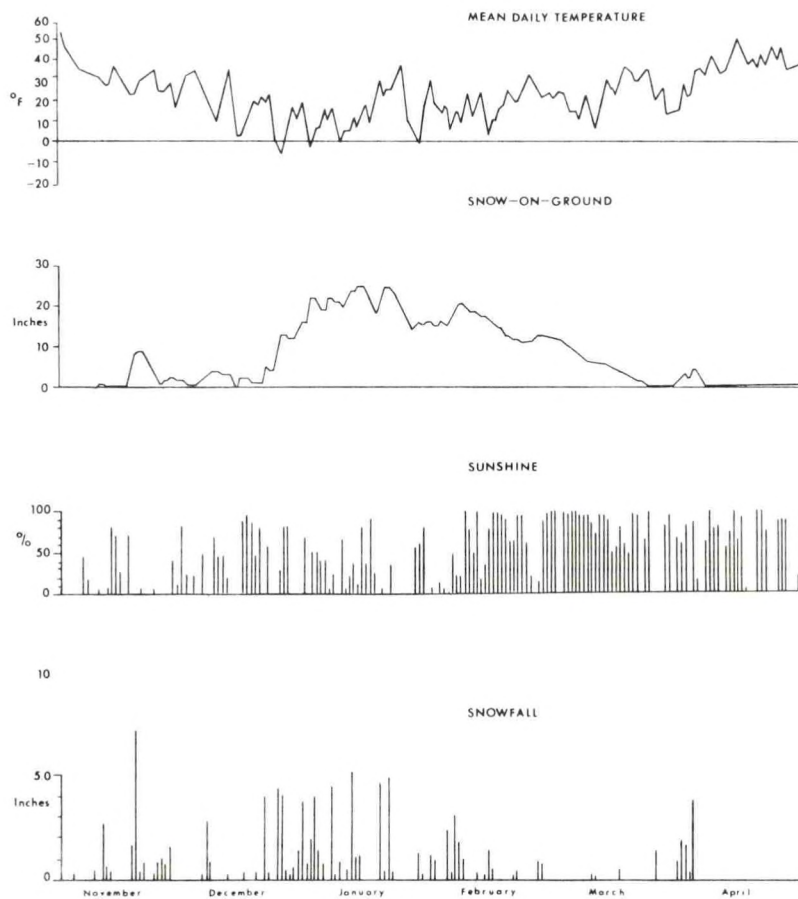 MEAN DAILY TEMPERATURE
60
50
40
30
°F
20
10
0
-10
-20
SNOW-ON-GROUND
30
20
Inches
10
0
SUNSHINE
100
%
50
0
10
SNOWFALL
5.0
Inches
0
November December January February March April